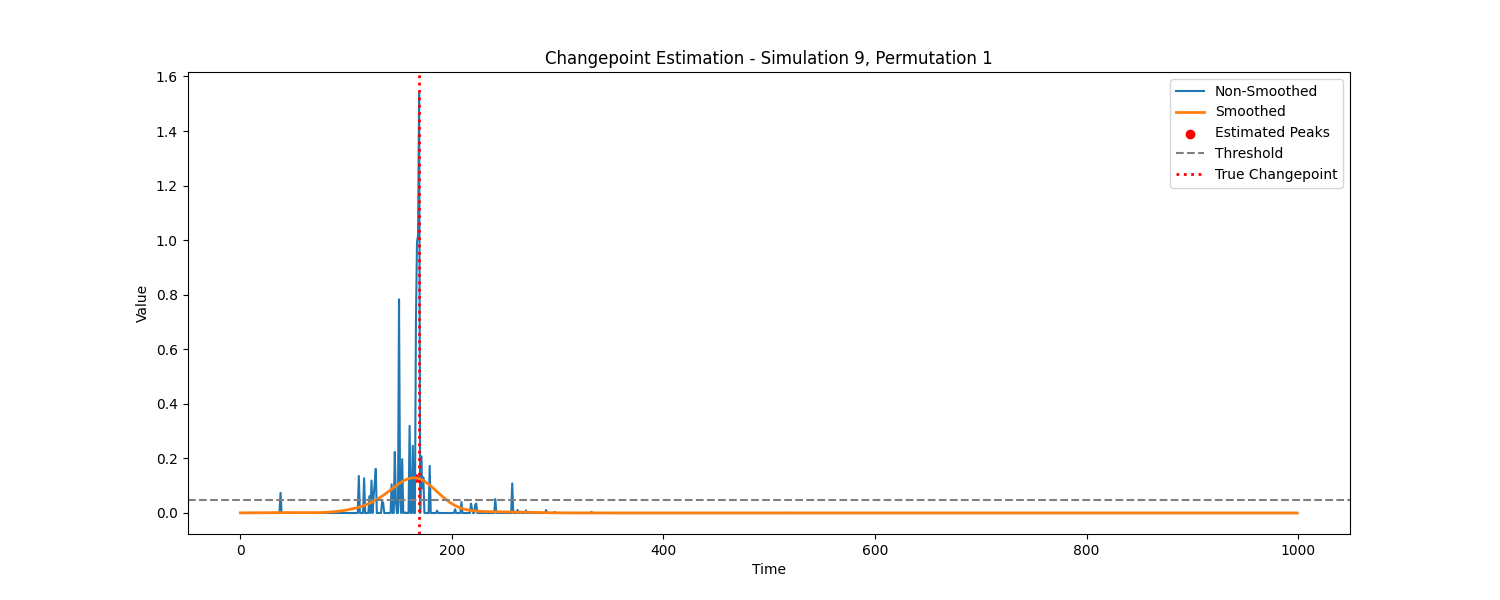 Changepoint Estimation - Simulation 9, Permutation 1
Non-Smoothed
Smoothed
Estimated Peaks
Threshold
True Changepoint
1.6
1.4
1.2
1.0
0.8
0.6
0.4
0.2
0.0
Value
0 200 400 600 800 1000
Time